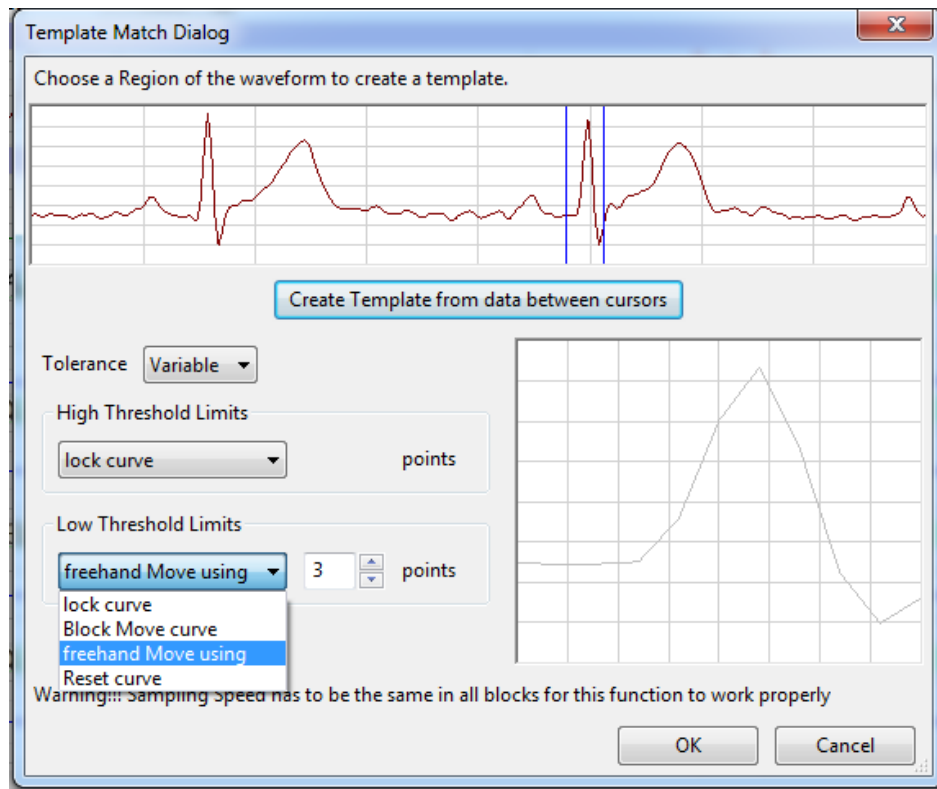 Template Match Dialog
Choose a Region of the waveform to create a template.
Create Template from data between cursors
Tolerance Variable
High Threshold Limits
lock curve points
Low Threshold Limits
freehand Move using 3 points
lock curve
Block Move curve
freehand Move using
Reset curve
Warning!!! Sampling Speed has to be the same in all blocks for this function to work properly
OK Cancel